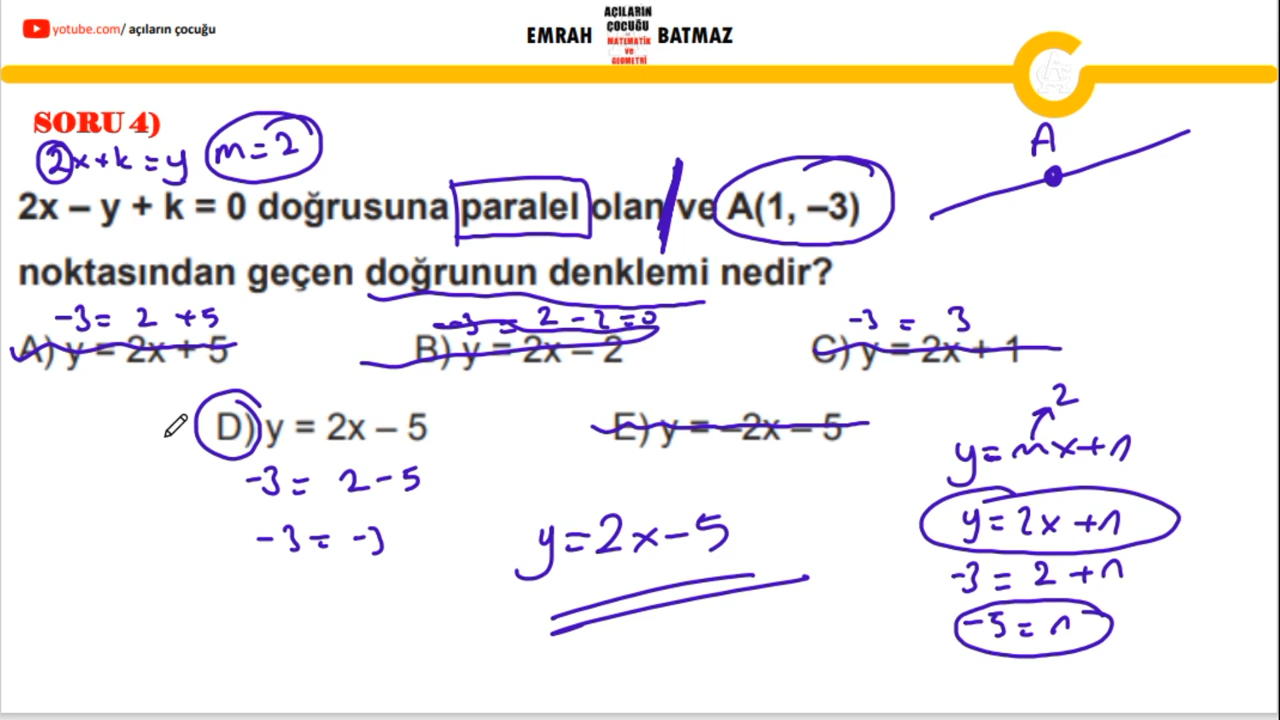 yotube.com/ açıların çocuğu
EMRAH AÇILARIN ÇOCUĞU MATEMATİK ve GEOMETRİ BATMAZ
SORU 4)
2x+k=y m=2
A
2x – y + k = 0 doğrusuna paralel olan ve A(1, –3)
noktasından geçen doğrunun denklemi nedir?
-3= 2 +5
-3 = 2 - 2 = 0
-3 = 3
A) y = 2x + 5 B) y = 2x – 2 C) y = 2x + 1
D) y = 2x – 5 E) y = –2x – 5
2
y=mx+n
-3 = 2 - 5
-3 = -3
y=2x-5
y=2x+n
-3 = 2 +n
-5 = n